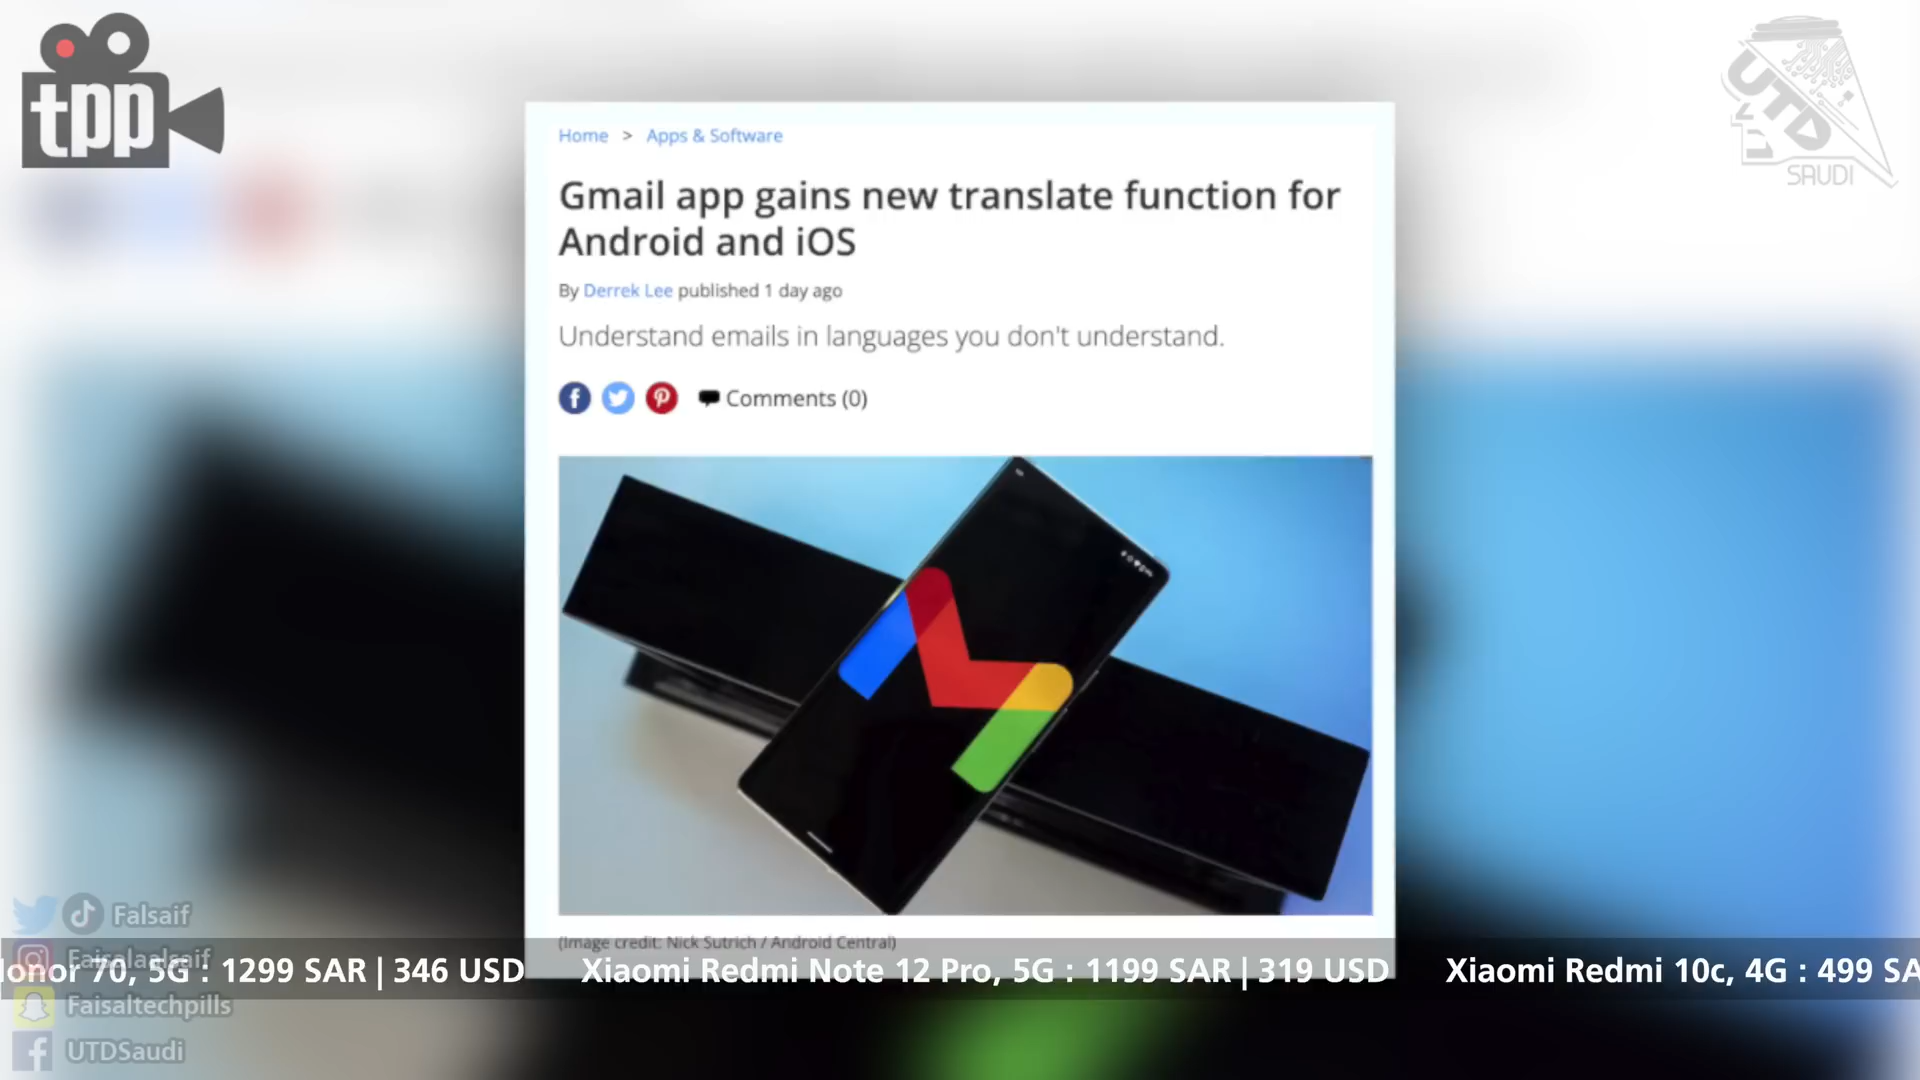 tpp
UTD
SAUDI
Home > Apps & Software
Gmail app gains new translate function for
Android and iOS
By Derrek Lee published 1 day ago
Understand emails in languages you don't understand.
Comments (0)
(Image credit: Nick Sutrich / Android Central)
Falsaif
Faisalaalsaif
onor 70, 5G : 1299 SAR | 346 USD Xiaomi Redmi Note 12 Pro, 5G : 1199 SAR | 319 USD Xiaomi Redmi 10c, 4G : 499 SA
Faisaltechpills
UTDSaudi